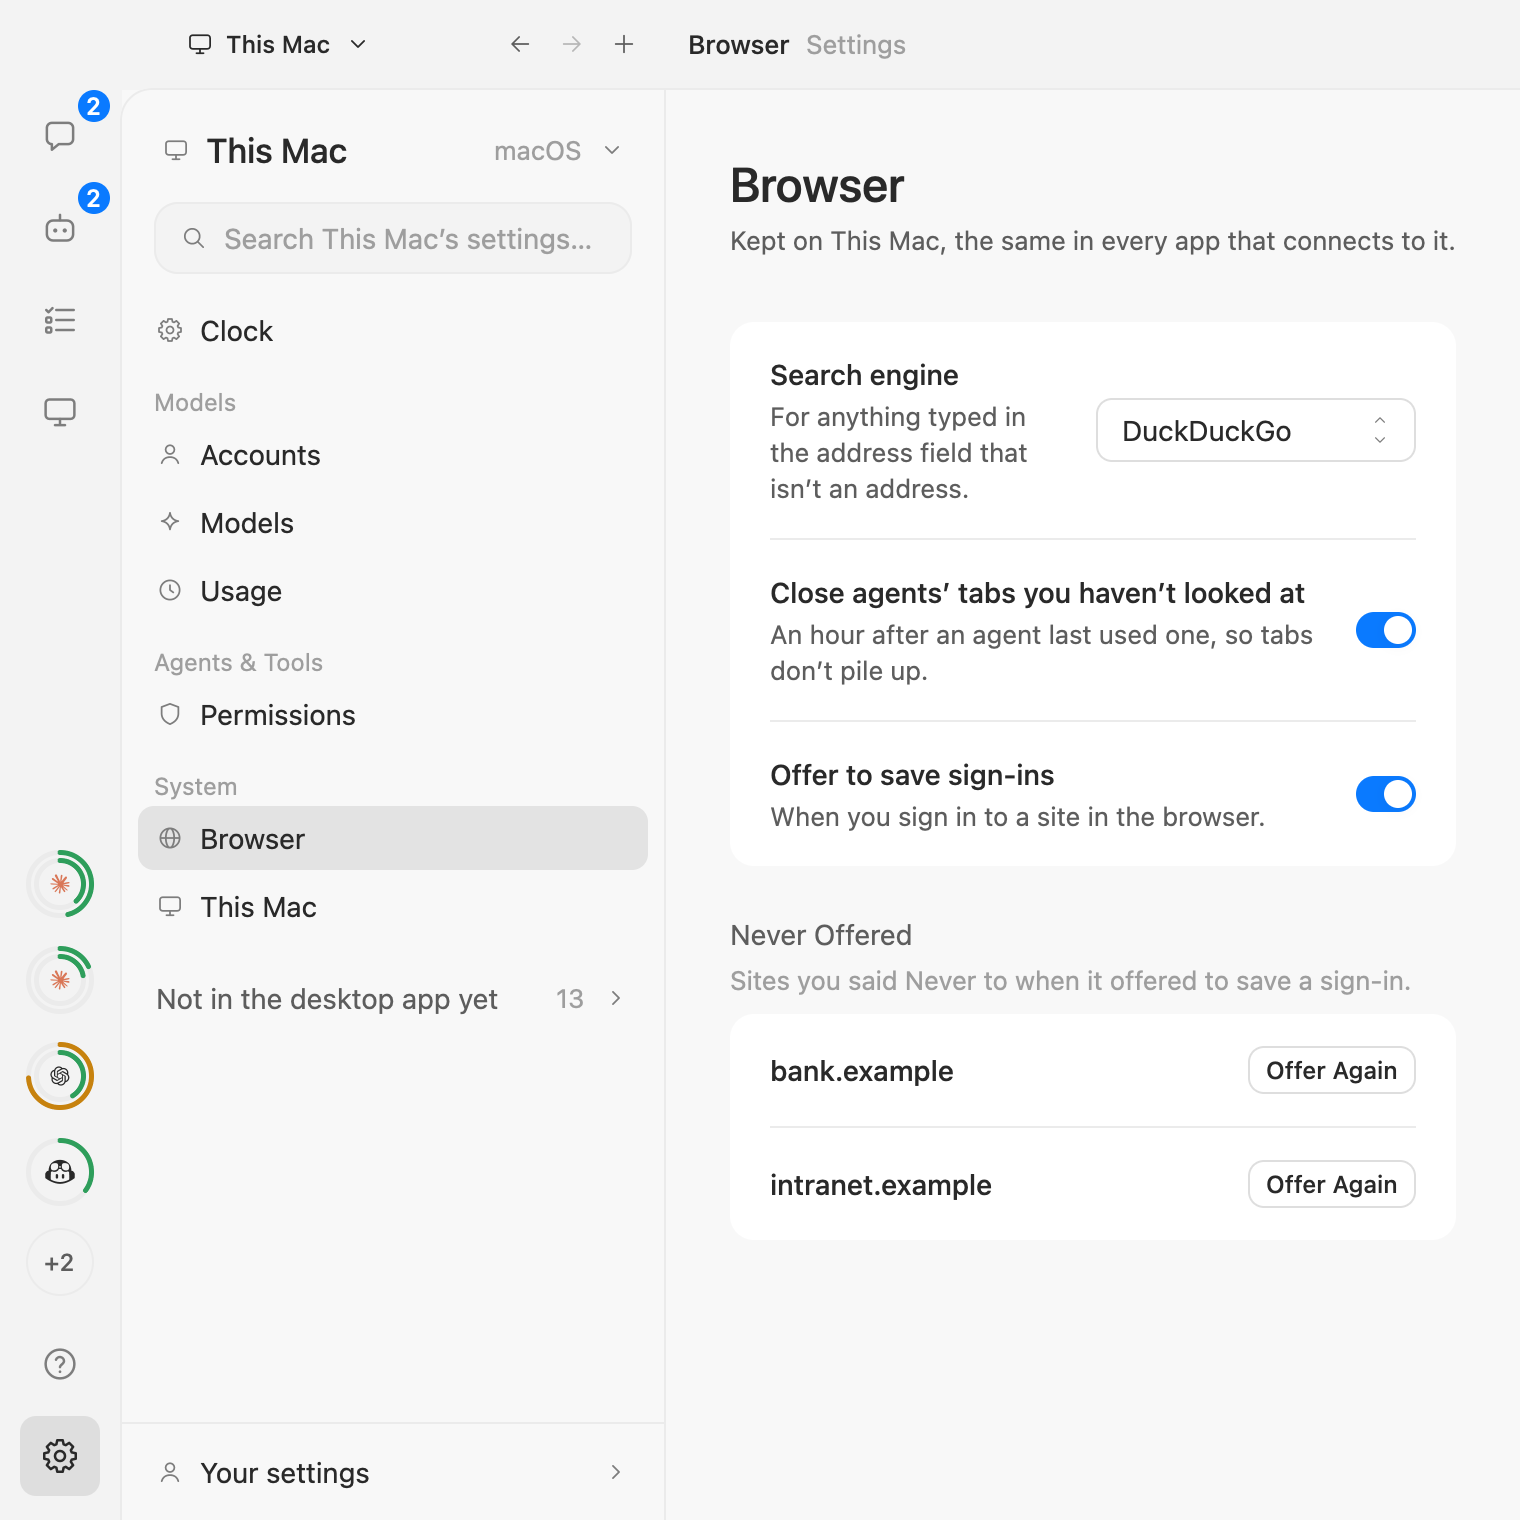 This Mac
Browser Settings
2
2
This Mac
macOS
Search This Mac’s settings...
Clock
Models
Accounts
Models
Usage
Agents & Tools
Permissions
System
Browser
This Mac
Not in the desktop app yet 13
+2
Your settings
Browser
Kept on This Mac, the same in every app that connects to it.
Search engine
For anything typed in
the address field that
isn’t an address.
DuckDuckGo
Close agents’ tabs you haven’t looked at
An hour after an agent last used one, so tabs
don’t pile up.
Offer to save sign-ins
When you sign in to a site in the browser.
Never Offered
Sites you said Never to when it offered to save a sign-in.
bank.example
Offer Again
intranet.example
Offer Again